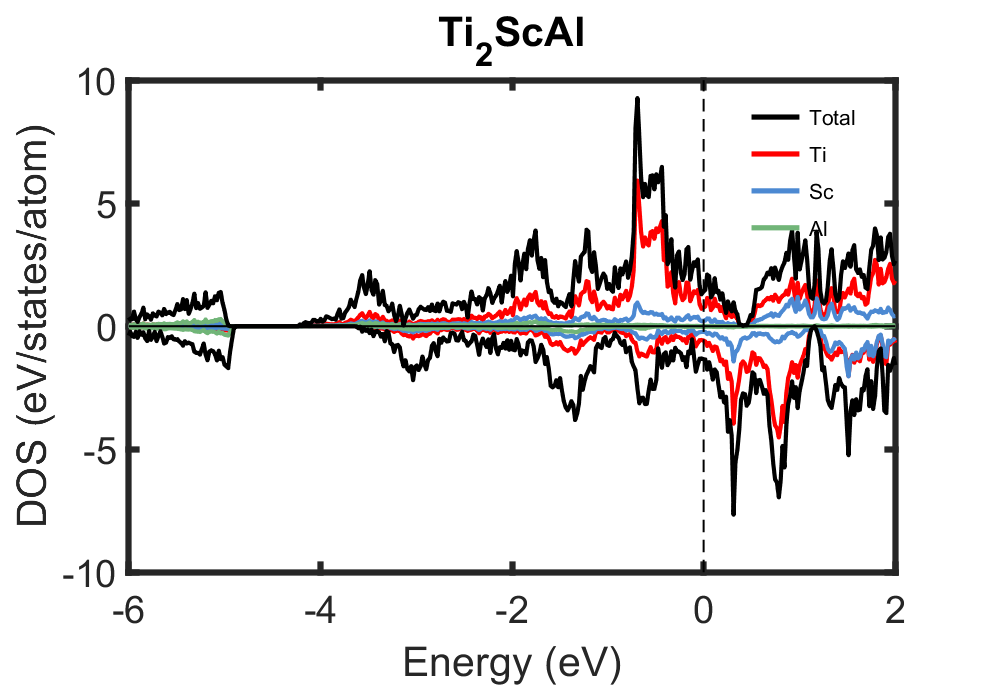 Ti2ScAl
DOS (eV/states/atom)
10
5
0
-5
-10
Total
Ti
Sc
Al
-6
-4
-2
0
2
Energy (eV)